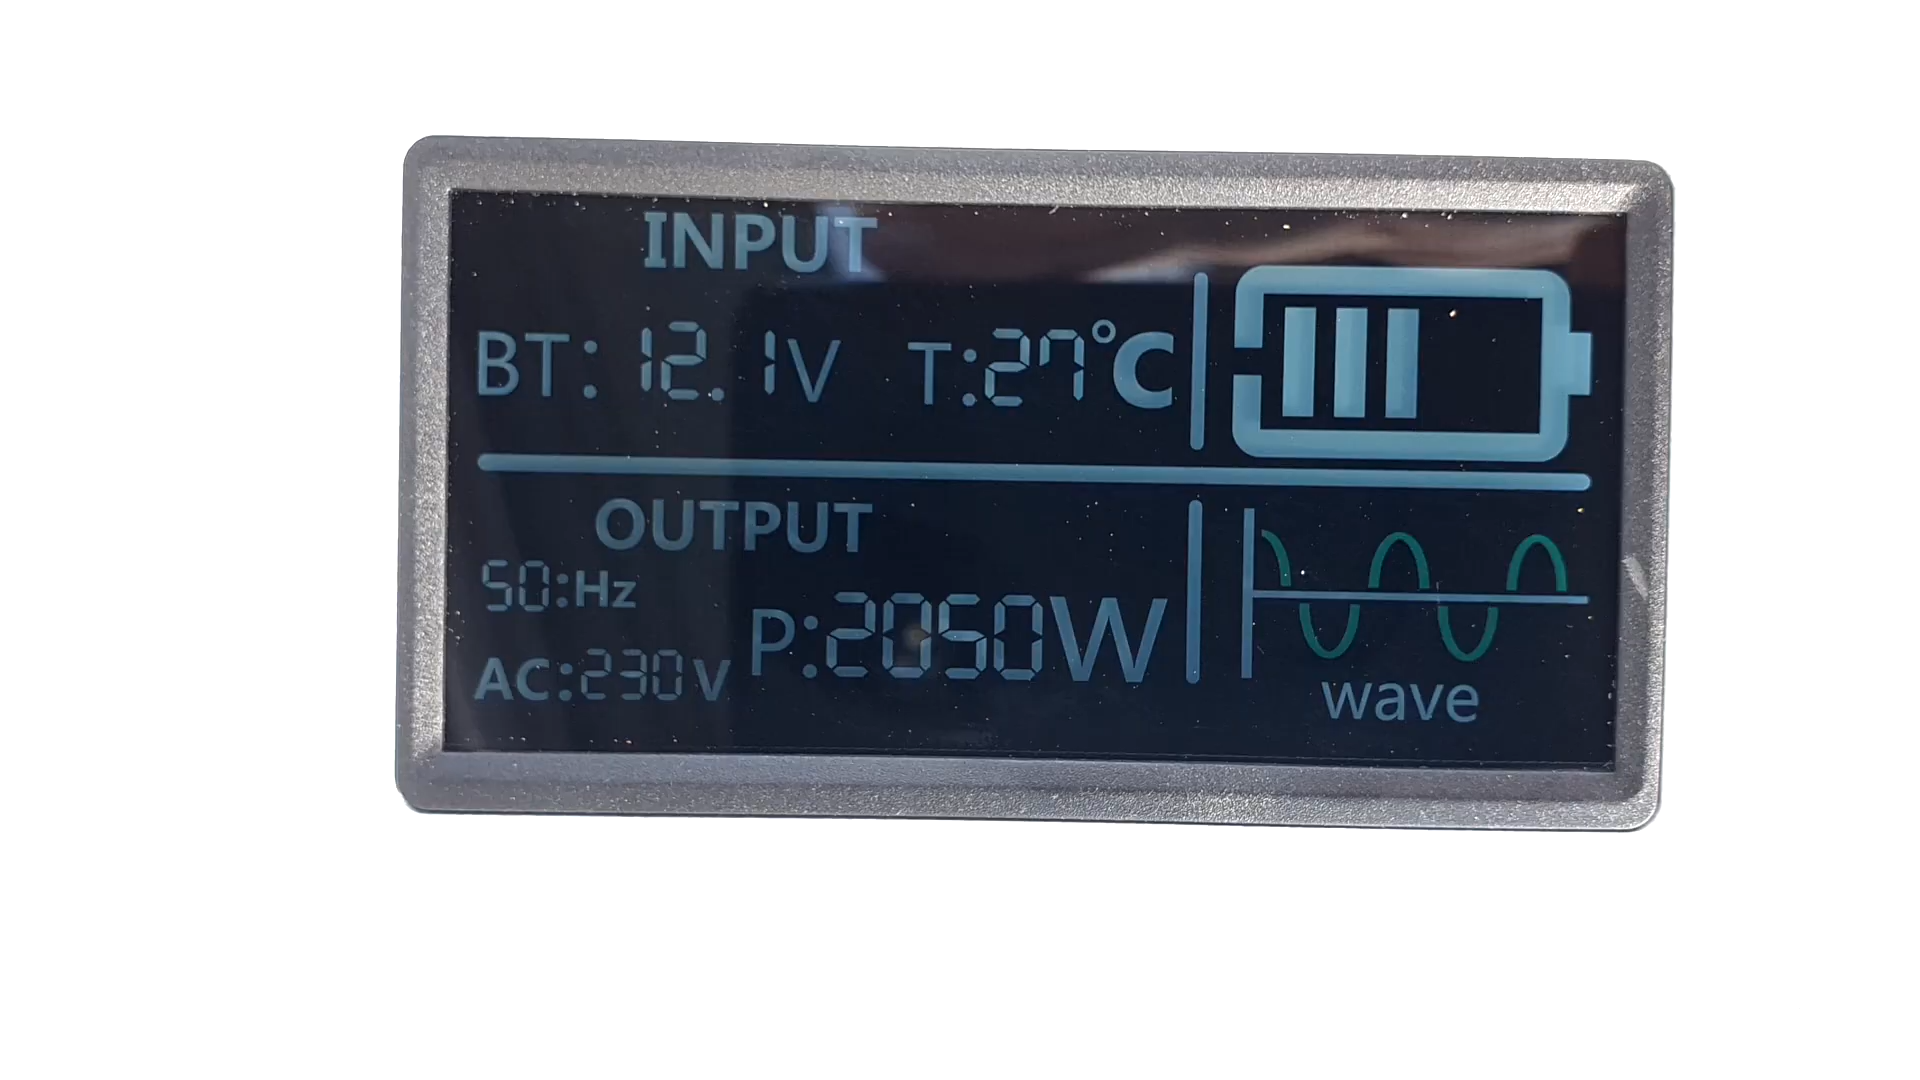 INPUT
BT: 12.1V T:27°C
OUTPUT
50:Hz
P:2050W
AC:230V
wave